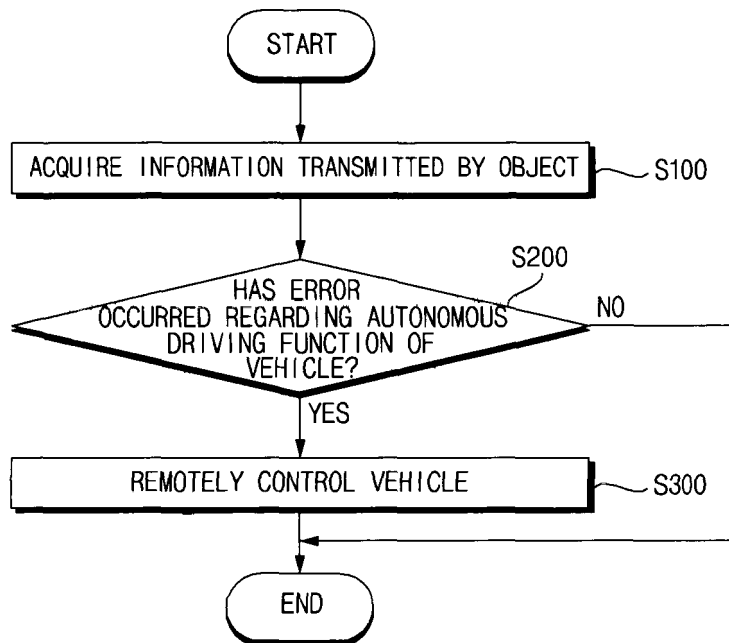 START
ACQUIRE INFORMATION TRANSMITTED BY OBJECT
S100
S200
HAS ERROR
OCCURRED REGARDING AUTONOMOUS
DRIVING FUNCTION OF
VEHICLE?
NO
YES
REMOTELY CONTROL VEHICLE
S300
END